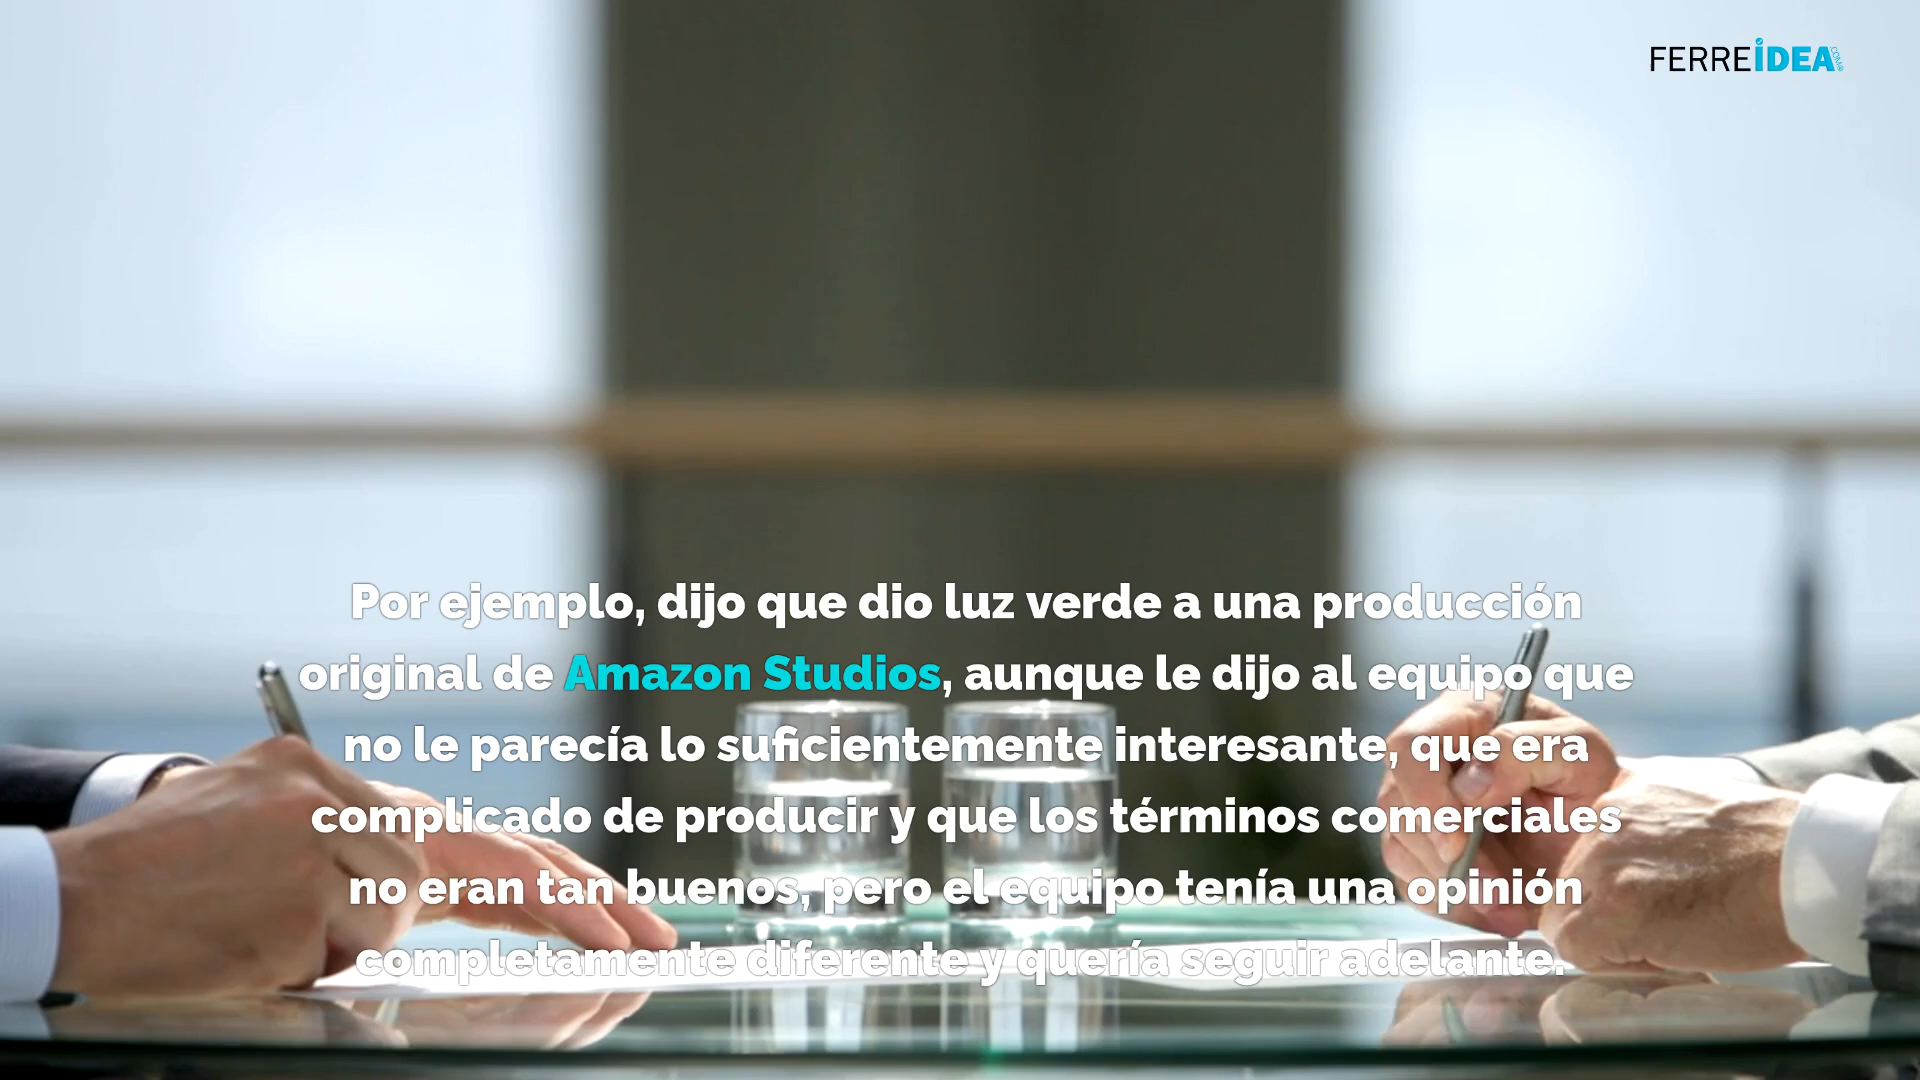 FERREIDEA.COM®
Por ejemplo, dijo que dio luz verde a una producción
original de Amazon Studios, aunque le dijo al equipo que
no le parecía lo suficientemente interesante, que era
complicado de producir y que los términos comerciales
no eran tan buenos, pero el equipo tenía una opinión
completamente diferente y quería seguir adelante.